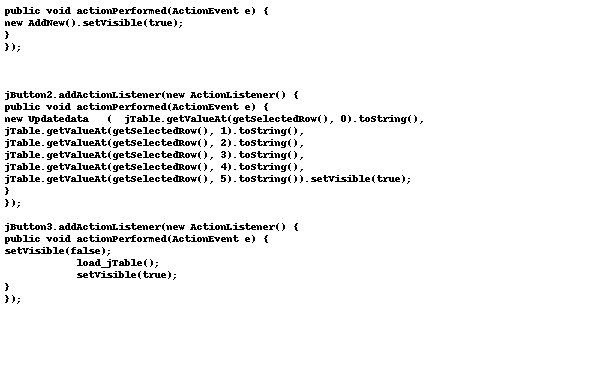 public void actionPerformed(ActionEvent e) {
new AddNew().setVisible(true);
}
});
jButton2.addActionListener(new ActionListener() {
public void actionPerformed(ActionEvent e) {
new Updatedata ( jTable.getValueAt(getSelectedRow(), 0).toString(),
jTable.getValueAt(getSelectedRow(), 1).toString(),
jTable.getValueAt(getSelectedRow(), 2).toString(),
jTable.getValueAt(getSelectedRow(), 3).toString(),
jTable.getValueAt(getSelectedRow(), 4).toString(),
jTable.getValueAt(getSelectedRow(), 5).toString()).setVisible(true);
}
});
jButton3.addActionListener(new ActionListener() {
public void actionPerformed(ActionEvent e) {
setVisible(false);
load_jTable();
setVisible(true);
}
});